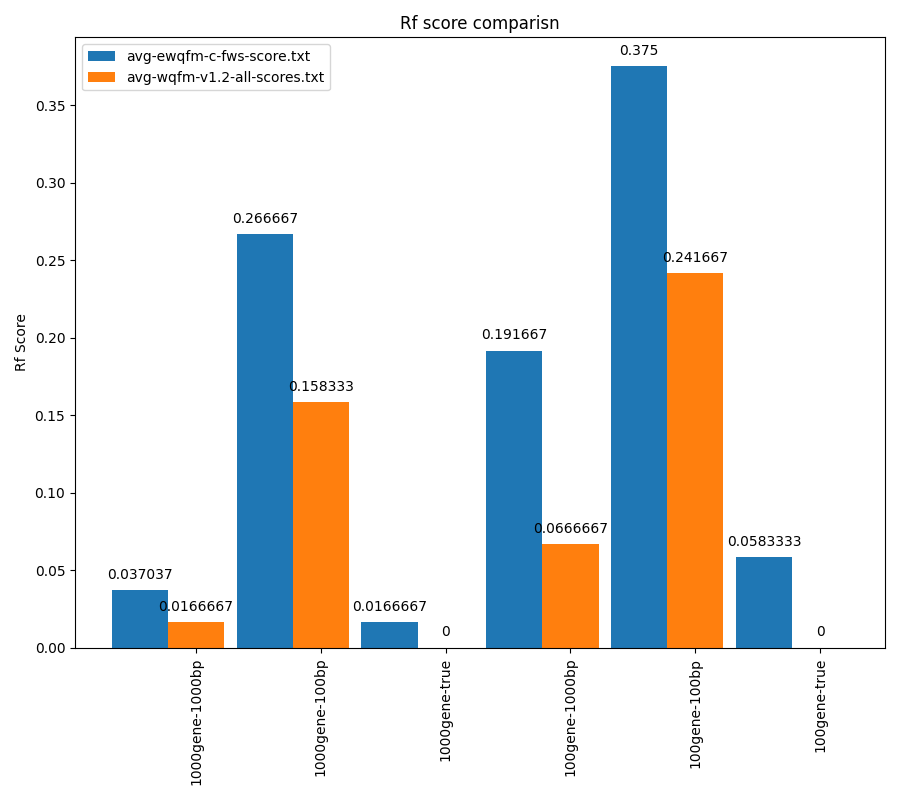 Rf score comparisn
avg-ewqfm-c-fws-score.txt
avg-wqfm-v1.2-all-scores.txt
Rf Score
0.35
0.30
0.25
0.20
0.15
0.10
0.05
0.00
0.037037
0.0166667
0.266667
0.158333
0.0166667
0
0.191667
0.0666667
0.375
0.241667
0.0583333
0
1000gene-1000bp
1000gene-100bp
1000gene-true
100gene-1000bp
100gene-100bp
100gene-true